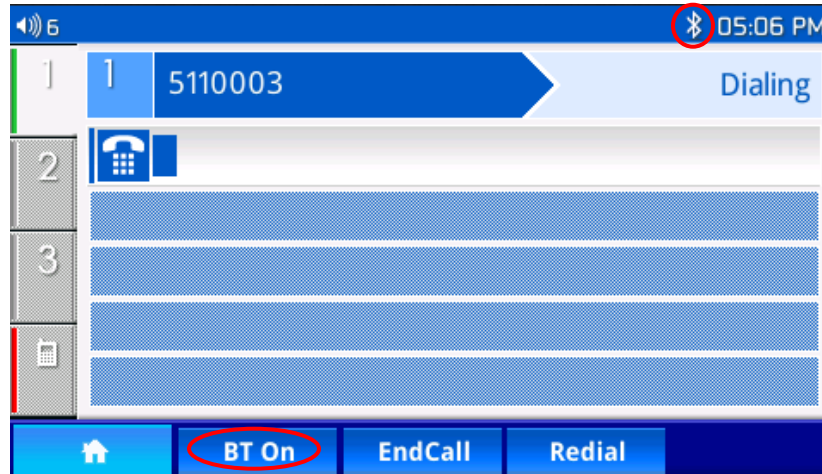 6 05:06 PM
1 1 5110003 Dialing
2
3
BT On EndCall Redial